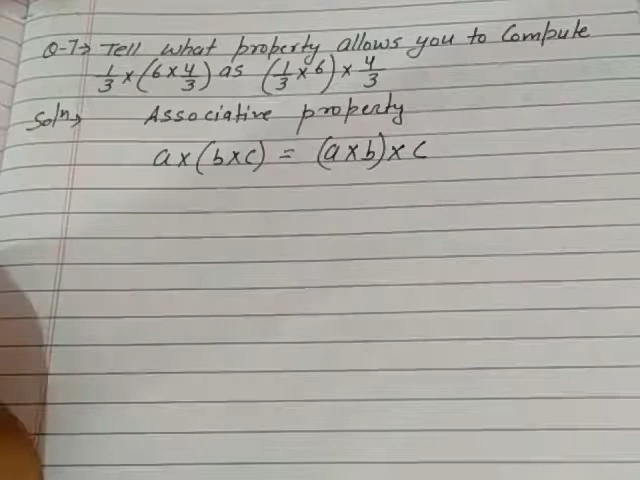 Q-7→ Tell what property allows you to Compute
1/3 × (6 × 4/3) as (1/3 × 6) × 4/3
Solⁿ→ Associative property
a × (b × c) = (a × b) × c